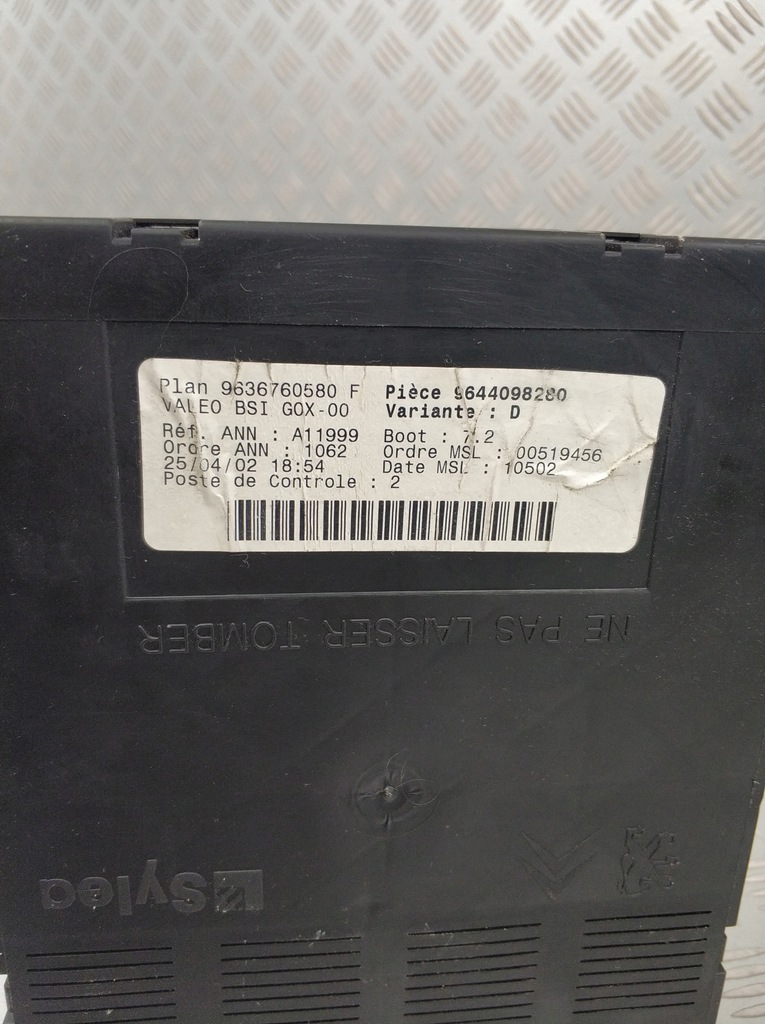 Plan 9636760580 F Pièce 9644098280
VALEO BSI G0X-00 Variante : D
Réf. ANN : A11999 Boot : 7.2
Ordre ANN : 1062 Ordre MSL : 00519456
25/04/02 18:54 Date MSL : 10502
Poste de Controle : 2
NE PAS LAISSER TOMBER
Sylea